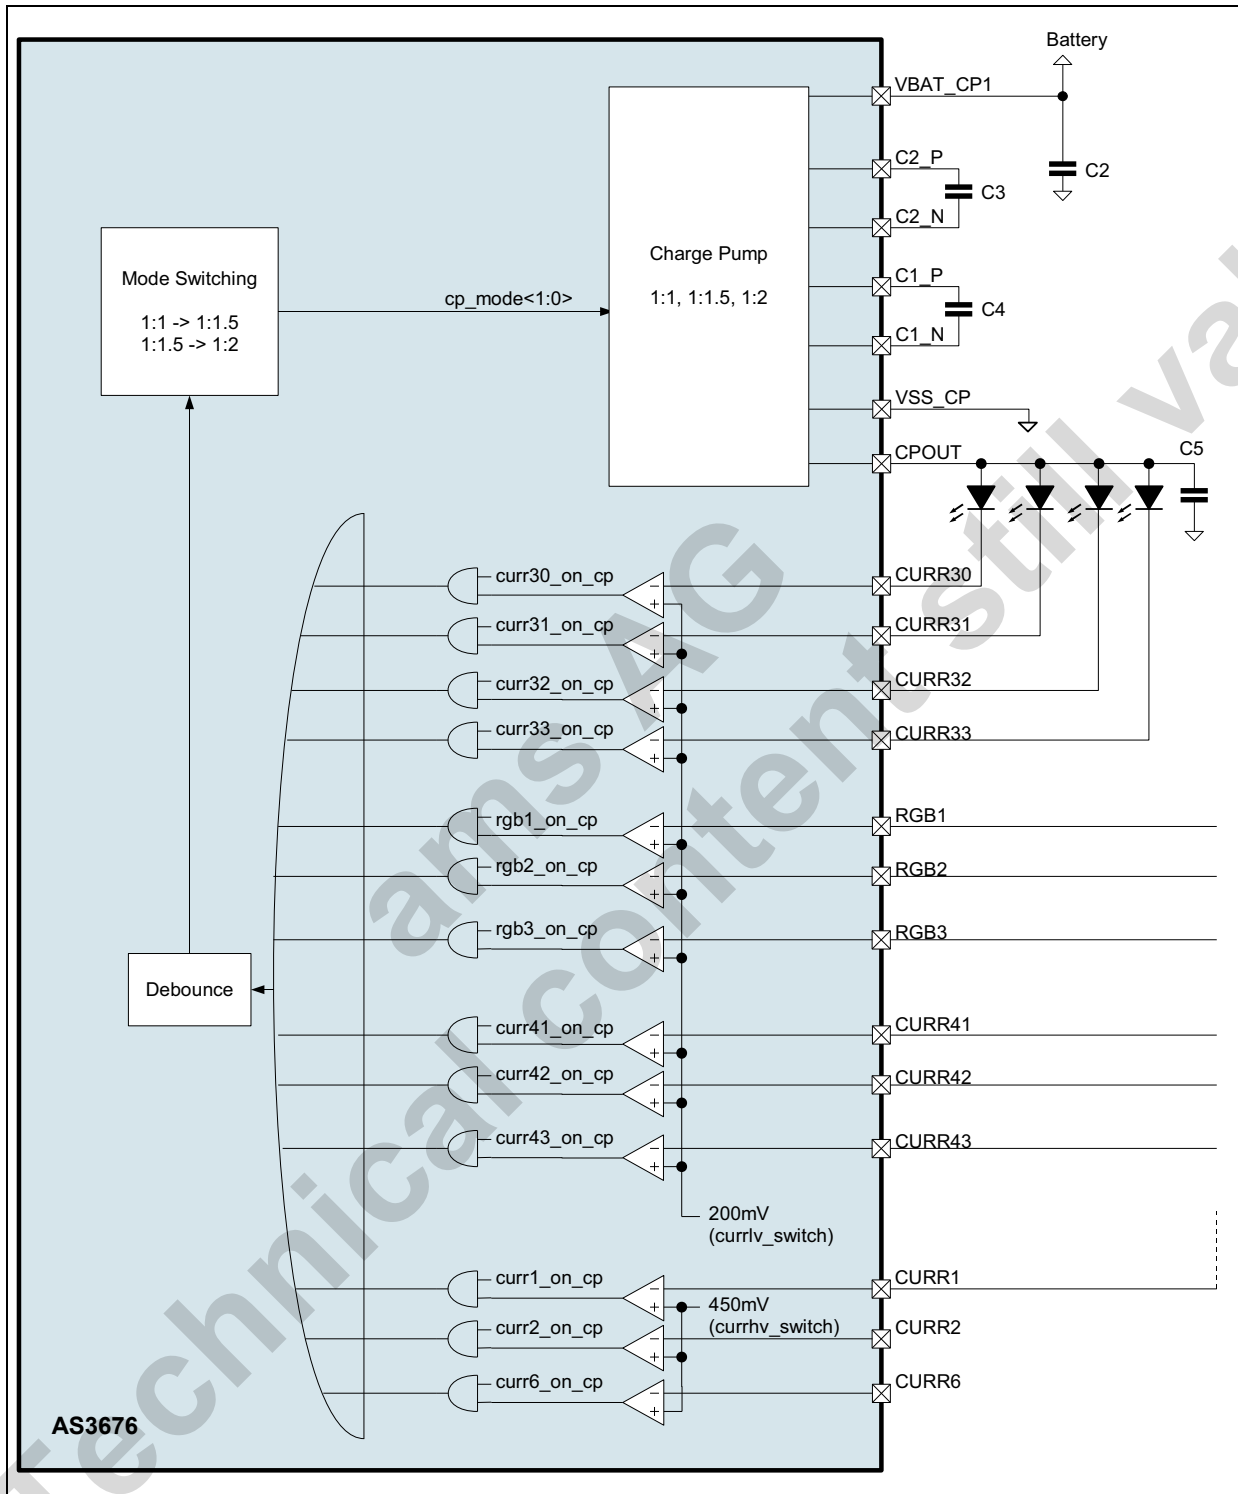 Battery
VBAT_CP1
C2
C2_P
C3
C2_N
Mode Switching
1:1 -> 1:1.5
1:1.5 -> 1:2
cp_mode<1:0>
Charge Pump
1:1, 1:1.5, 1:2
C1_P
C4
C1_N
VSS_CP
CPOUT
C5
curr30_on_cp
CURR30
curr31_on_cp
CURR31
curr32_on_cp
CURR32
curr33_on_cp
CURR33
rgb1_on_cp
RGB1
rgb2_on_cp
RGB2
rgb3_on_cp
RGB3
Debounce
curr41_on_cp
CURR41
curr42_on_cp
CURR42
curr43_on_cp
CURR43
200mV
(currlv_switch)
curr1_on_cp
CURR1
450mV
(currhv_switch)
curr2_on_cp
CURR2
curr6_on_cp
CURR6
AS3676
ams AG
Technical content still va